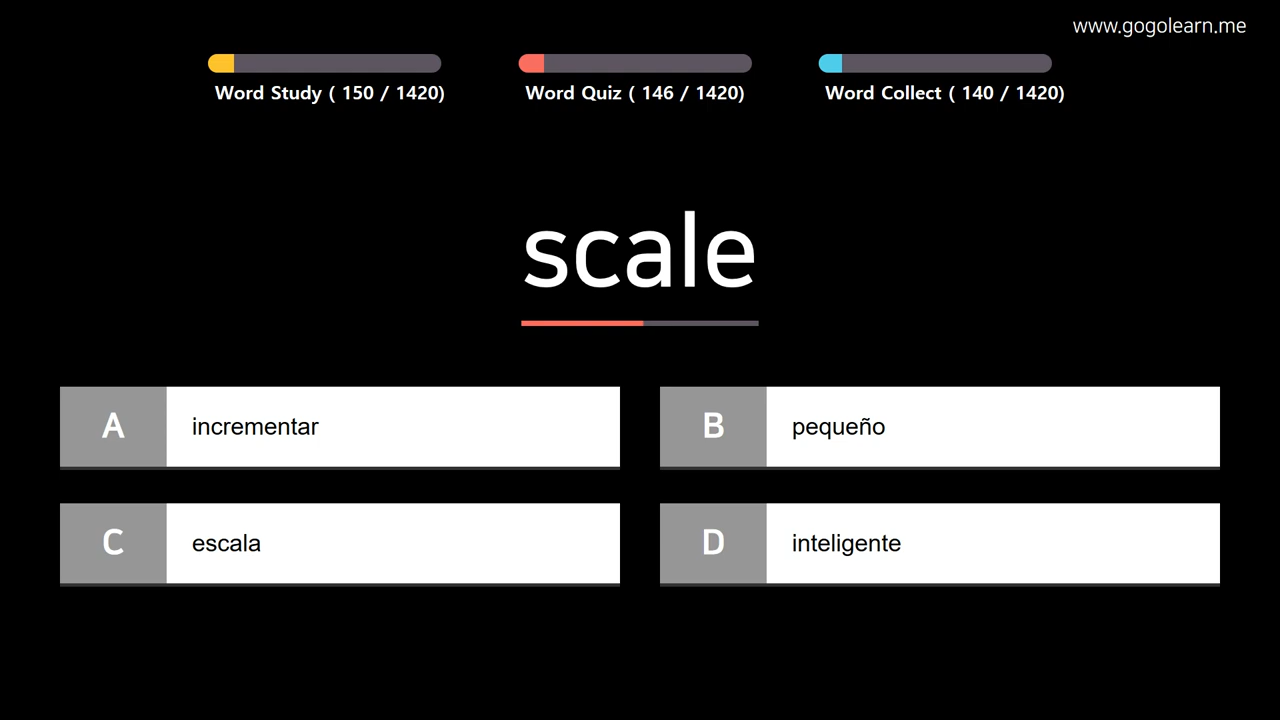 www.gogolearn.me
Word Study ( 150 / 1420)
Word Quiz ( 146 / 1420)
Word Collect ( 140 / 1420)
scale
A incrementar
B pequeño
C escala
D inteligente